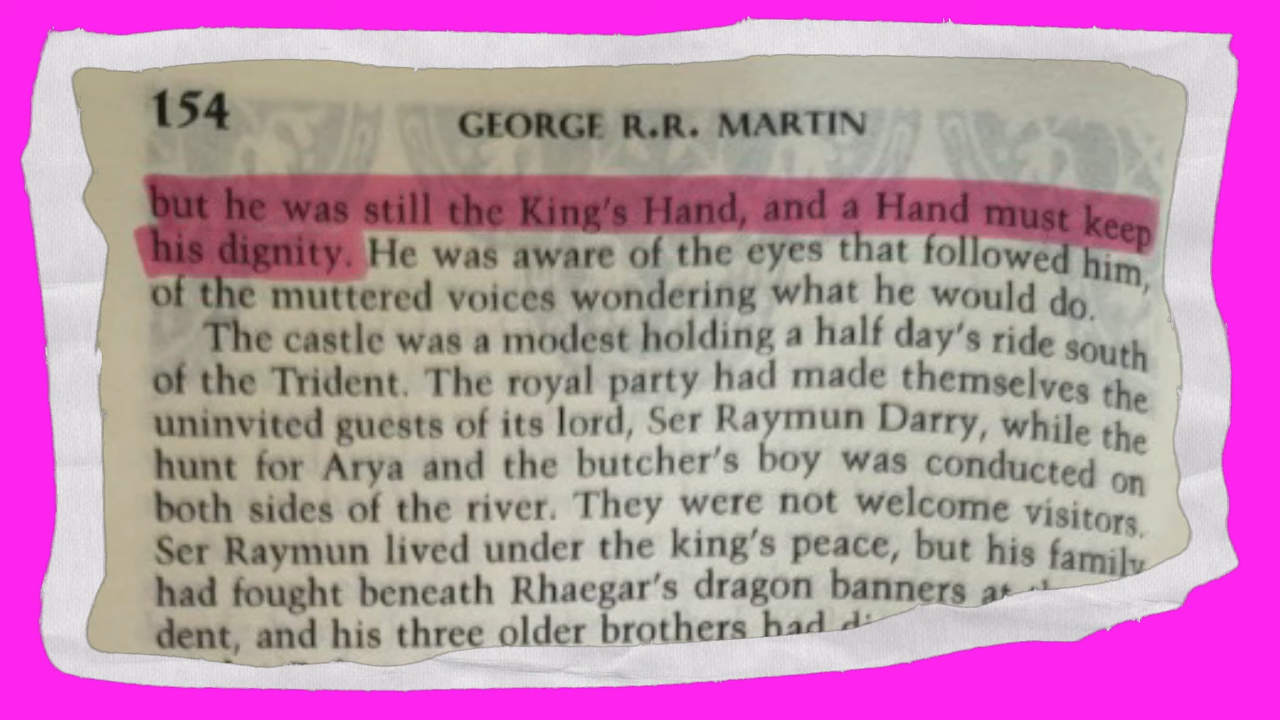 154
GEORGE R.R. MARTIN
but he was still the King's Hand, and a Hand must keep
his dignity. He was aware of the eyes that followed him,
of the muttered voices wondering what he would do.
The castle was a modest holding a half day's ride south
of the Trident. The royal party had made themselves the
uninvited guests of its lord, Ser Raymun Darry, while the
hunt for Arya and the butcher's boy was conducted on
both sides of the river. They were not welcome visitors.
Ser Raymun lived under the king's peace, but his family
had fought beneath Rhaegar's dragon banners at
dent, and his three older brothers had